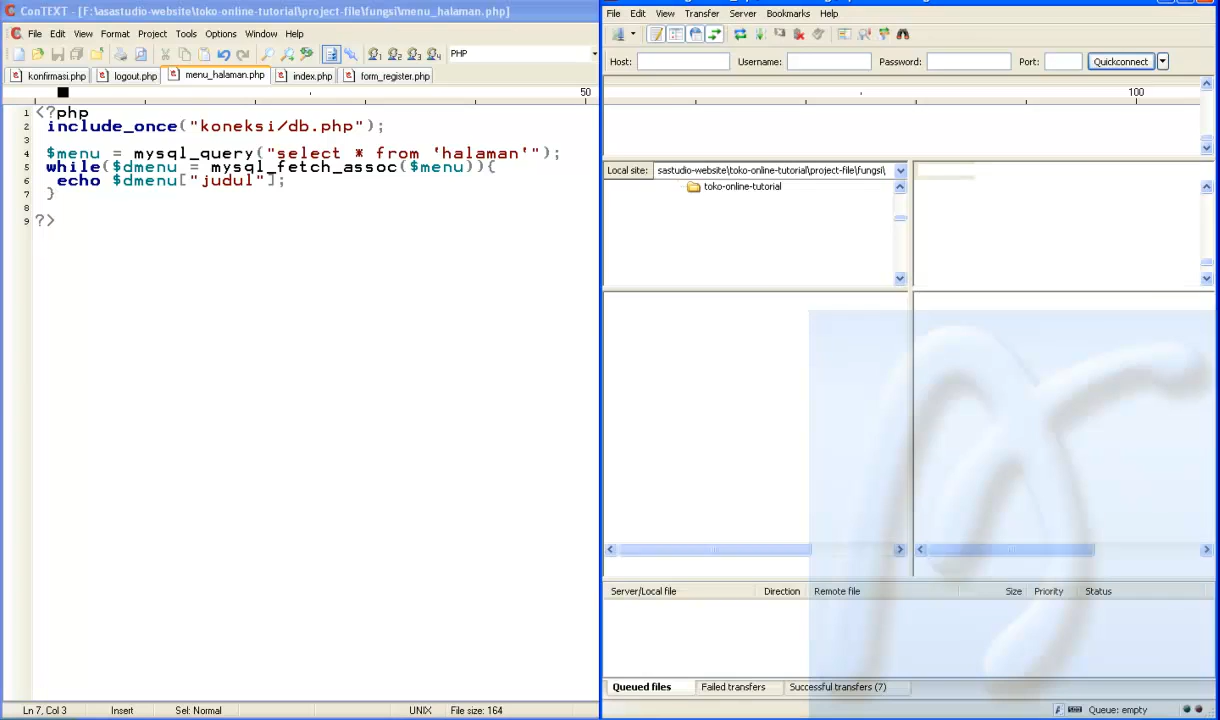 ConTEXT - [F:\asastudio-website\toko-online-tutorial\project-file\fungsi\menu_halaman.php]
File Edit View Format Project Tools Options Window Help
PHP
konfirmasi.php logout.php menu_halaman.php index.php form_register.php
50
1 <?php
2 include_once("koneksi/db.php");
3
4 $menu = mysql_query("select * from 'halaman'");
5 while($dmenu = mysql_fetch_assoc($menu)){
6 echo $dmenu["judul"];
7 }
8
9 ?>
Ln 7, Col 3 Insert Sel: Normal UNIX File size: 164
File Edit View Transfer Server Bookmarks Help
Host: Username: Password: Port: Quickconnect
100
Local site: sastudio-website\toko-online-tutorial\project-file\fungsi\
toko-online-tutorial
Server/Local file Direction Remote file Size Priority Status
Queued files Failed transfers Successful transfers (7)
Queue: empty